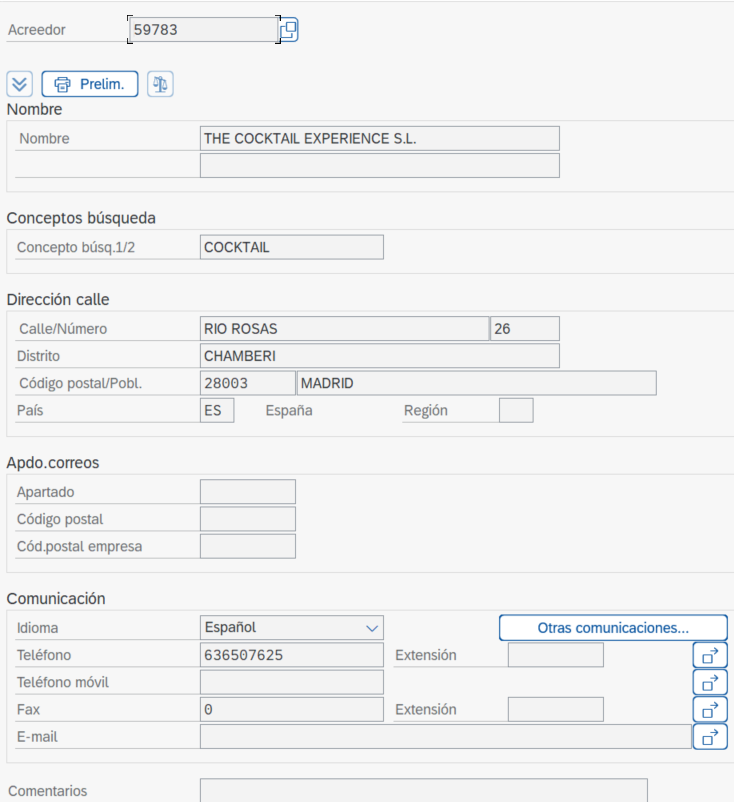 Acreedor 59783
Prelim.
Nombre
Nombre THE COCKTAIL EXPERIENCE S.L.
Conceptos búsqueda
Concepto búsq.1/2 COCKTAIL
Dirección calle
Calle/Número RIO ROSAS 26
Distrito CHAMBERI
Código postal/Pobl. 28003 MADRID
País ES España Región
Apdo.correos
Apartado
Código postal
Cód.postal empresa
Comunicación
Idioma Español Otras comunicaciones...
Teléfono 636507625 Extensión
Teléfono móvil
Fax 0 Extensión
E-mail
Comentarios